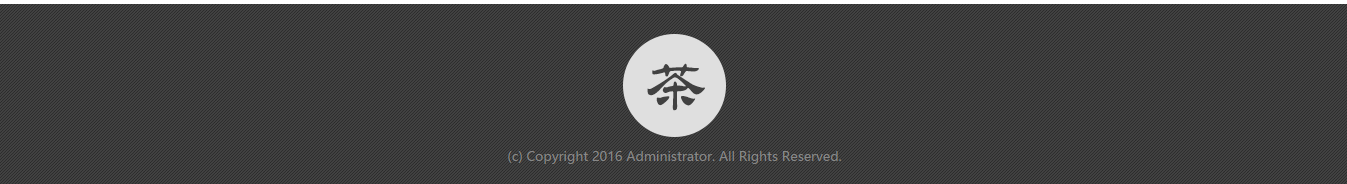 茶
(c) Copyright 2016 Administrator. All Rights Reserved.